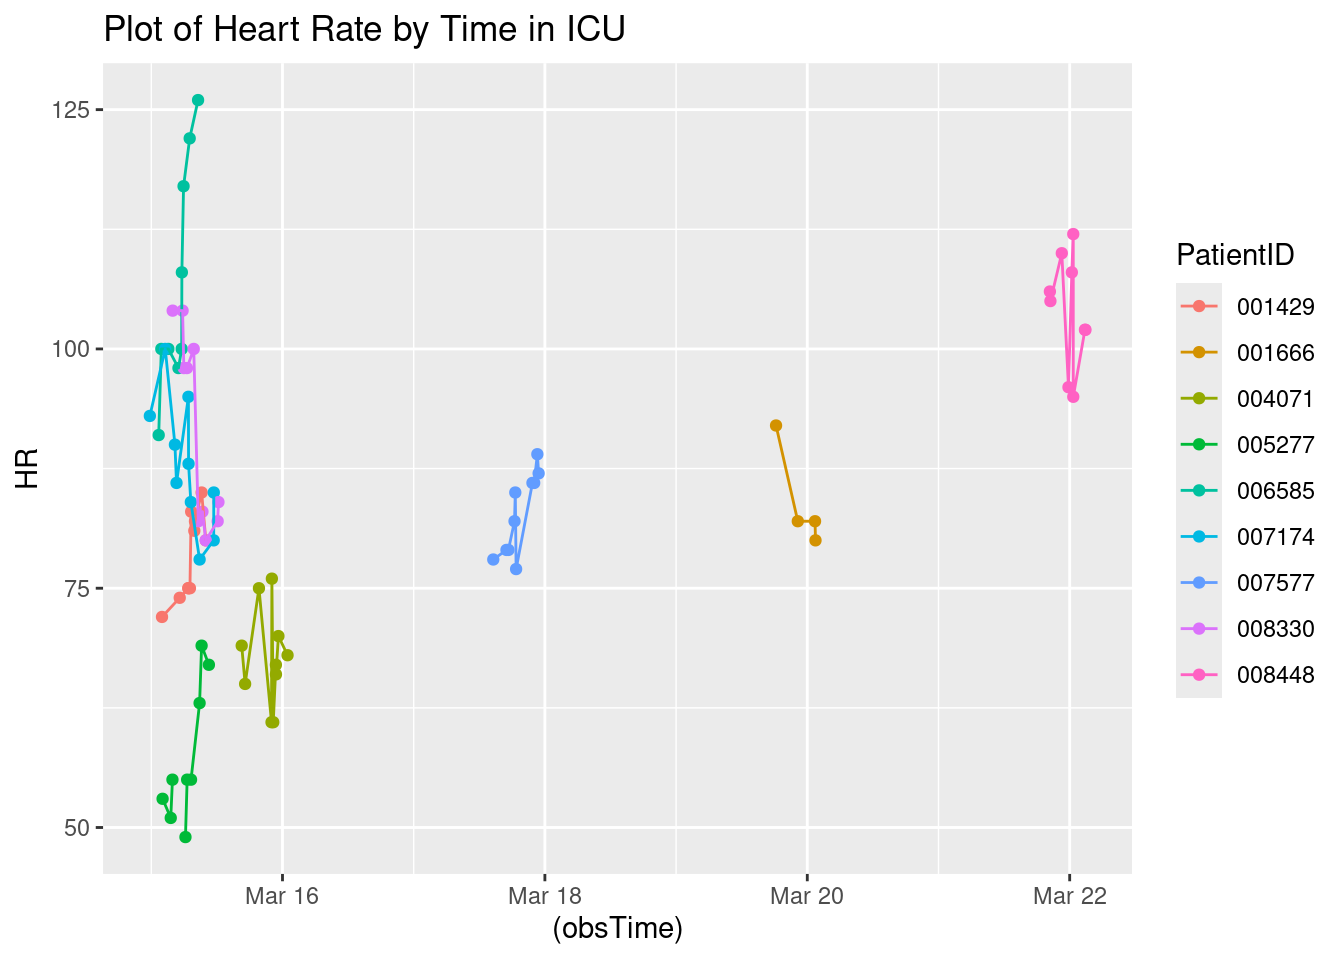 Plot of Heart Rate by Time in ICU
125
100
75
50
HR
Mar 16
Mar 18
Mar 20
Mar 22
(obsTime)
PatientID
001429
001666
004071
005277
006585
007174
007577
008330
008448